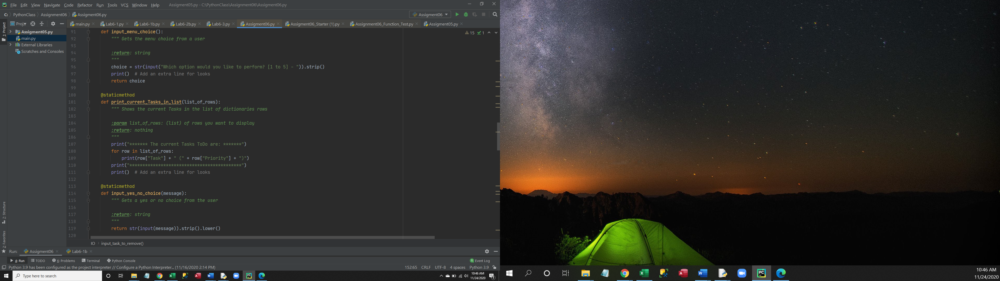 File Edit View Navigate Code Refactor Run Tools VCS Window Help Assigment05.py - C:\PythonClass\Assignment06\Assigment06.py
C: PythonClass Assignment06 Assigment06.py Assigment06
1: Project Proj main.py Lab6-1.py Lab6-1b.py Lab6-2b.py Lab6-3.py Assigment06.py Assigment06_Starter (1).py Assignment06_Function_Test.py Assigment05.py
Assigment05.py
main.py
External Libraries
Scratches and Consoles
15 1
91 def input_menu_choice():
92 """ Gets the menu choice from a user
93
94 :return: string
95 """
96 choice = str(input("Which option would you like to perform? [1 to 5] - ")).strip()
97 print() # Add an extra line for looks
98 return choice
99
100 @staticmethod
101 def print_current_Tasks_in_list(list_of_rows):
102 """ Shows the current Tasks in the list of dictionaries rows
103
104 :param list_of_rows: (list) of rows you want to display
105 :return: nothing
106 """
107 print("******* The current Tasks ToDo are: *******")
108 for row in list_of_rows:
109 print(row["Task"] + " (" + row["Priority"] + ")")
110 print("*******************************************")
111 print() # Add an extra line for looks
112
113 @staticmethod
114 def input_yes_no_choice(message):
115 """ Gets a yes or no choice from the user
116
117 :return: string
118 """
119 return str(input(message)).strip().lower()
120
IO input_task_to_remove()
Z: Structure
2: Favorites
Run: Assigment06 Lab6-1b
4: Run TODO 6: Problems Terminal Python Console 1 Event Log
Python 3.9 has been configured as the project interpreter // Configure a Python Interpreter... (11/16/2020 2:14 PM) 152:65 CRLF UTF-8 4 spaces Python 3.9
Type here to search
10:46 AM
11/24/2020
10:46 AM
11/24/2020